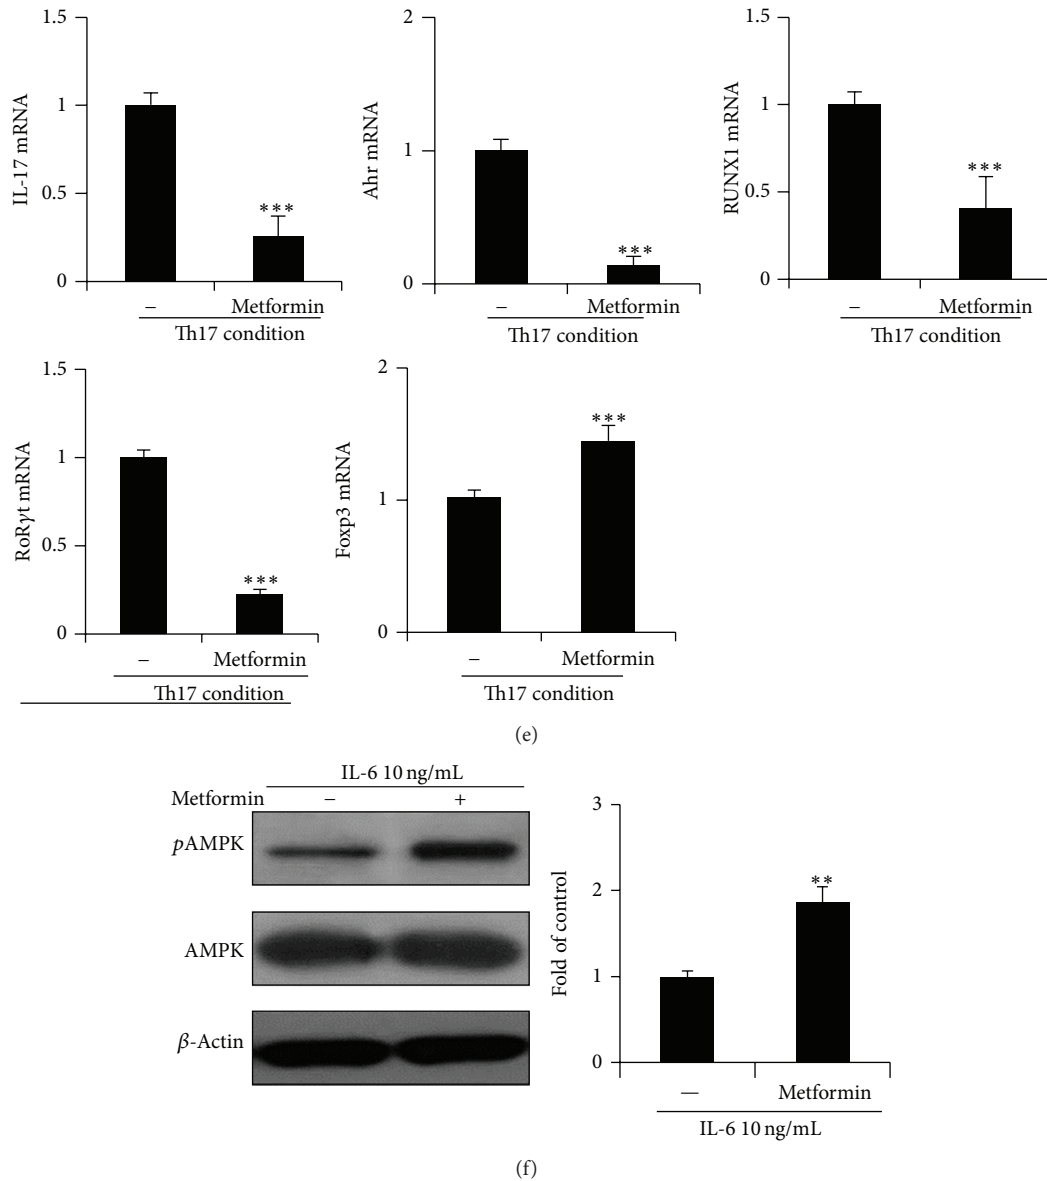 1.5
1
0.5
0
IL-17 mRNA
***
– Metformin
Th17 condition
2
1
0
Ahr mRNA
***
– Metformin
Th17 condition
1.5
1
0.5
0
RUNX1 mRNA
***
– Metformin
Th17 condition
1.5
1
0.5
0
RoRγt mRNA
***
– Metformin
Th17 condition
2
1
0
Foxp3 mRNA
***
– Metformin
Th17 condition
(e)
IL-6 10 ng/mL
Metformin – +
pAMPK
AMPK
β-Actin
3
2
1
0
Fold of control
**
— Metformin
IL-6 10 ng/mL
(f)